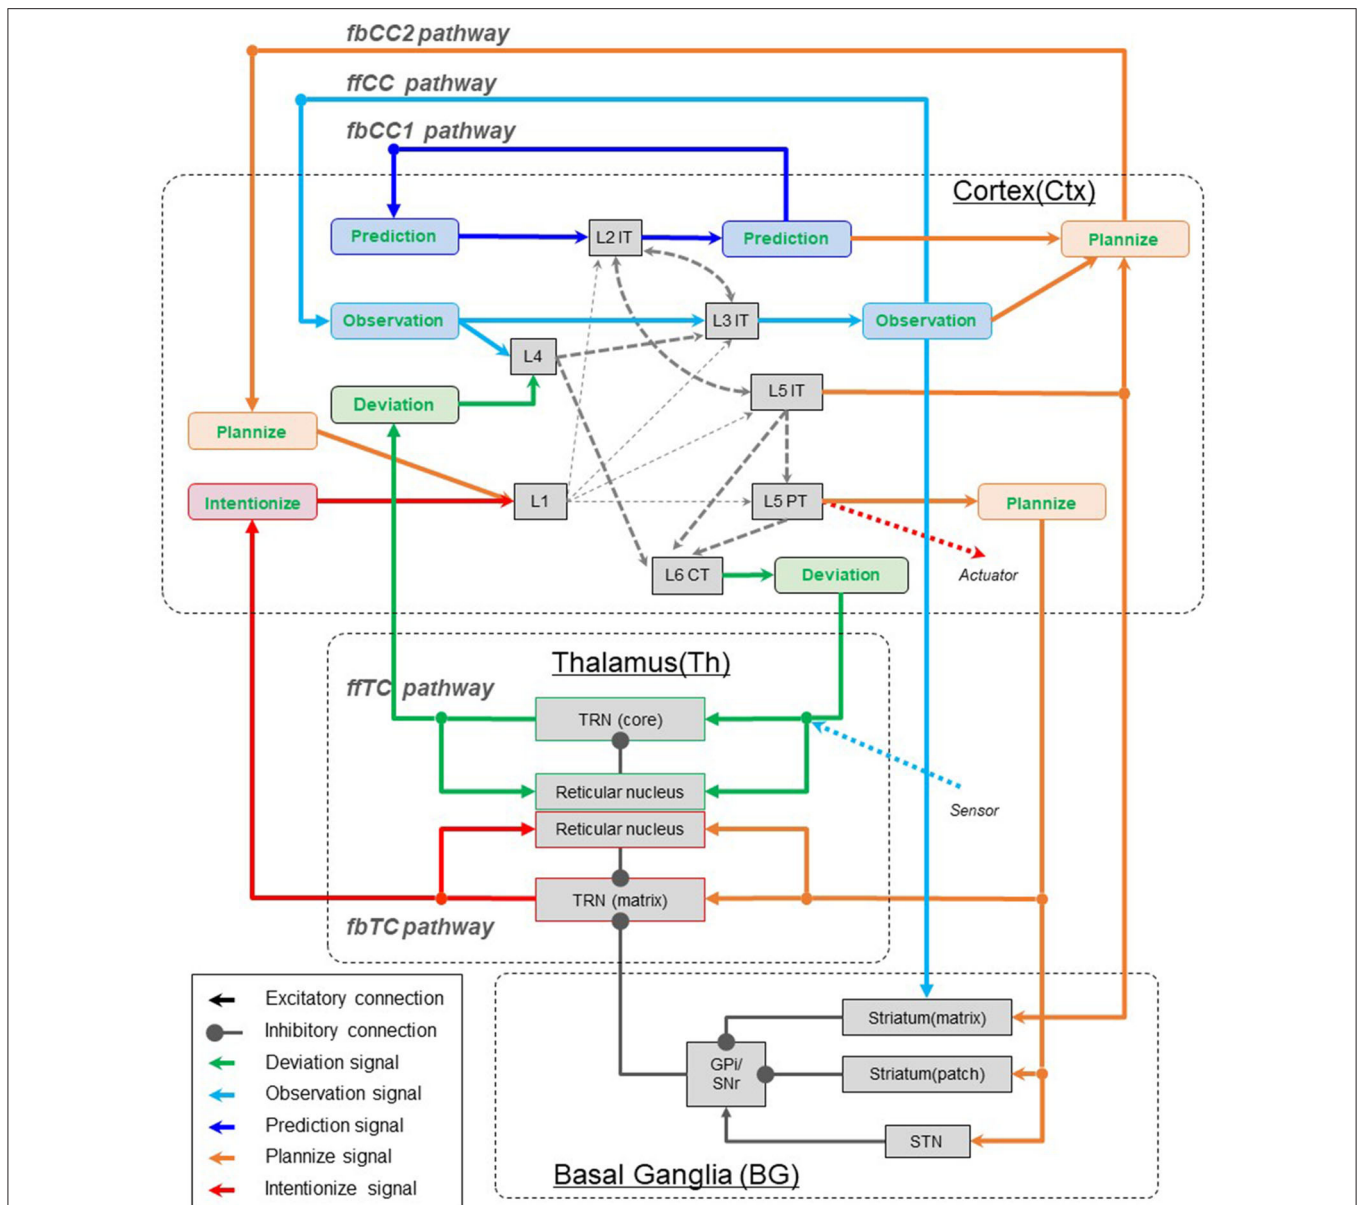 fbCC2 pathway
ffCC pathway
fbCC1 pathway
Cortex(Ctx)
Prediction
L2 IT
Prediction
Plannize
Observation
L3 IT
Observation
L4
L5 IT
Deviation
Plannize
Intentionize
L1
L5 PT
Plannize
Actuator
L6 CT
Deviation
Thalamus(Th)
ffTC pathway
TRN (core)
Reticular nucleus
Sensor
Reticular nucleus
TRN (matrix)
fbTC pathway
Excitatory connection
Inhibitory connection
Deviation signal
Observation signal
Prediction signal
Plannize signal
Intentionize signal
Striatum(matrix)
GPi/
SNr
Striatum(patch)
STN
Basal Ganglia (BG)